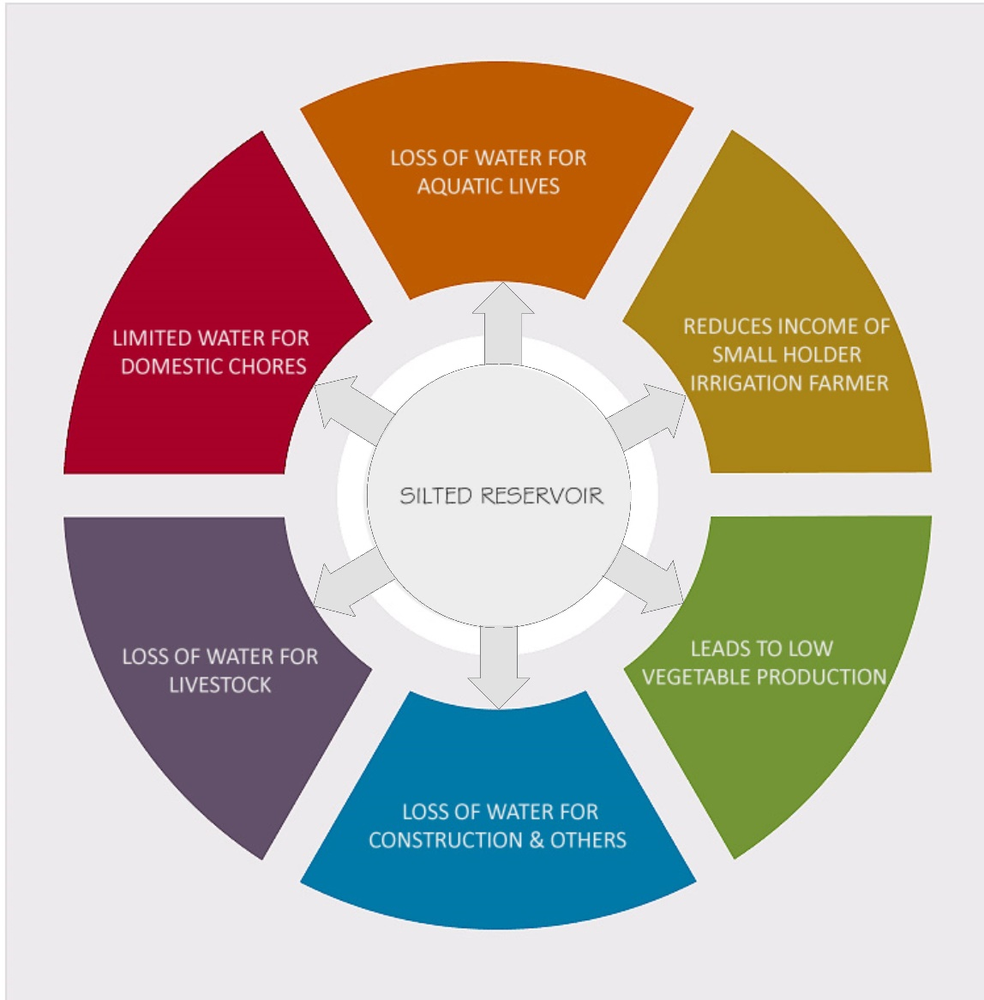 LOSS OF WATER FOR
AQUATIC LIVES
REDUCES INCOME OF
SMALL HOLDER
IRRIGATION FARMER
LEADS TO LOW
VEGETABLE PRODUCTION
LOSS OF WATER FOR
CONSTRUCTION & OTHERS
LOSS OF WATER FOR
LIVESTOCK
LIMITED WATER FOR
DOMESTIC CHORES
SILTED RESERVOIR